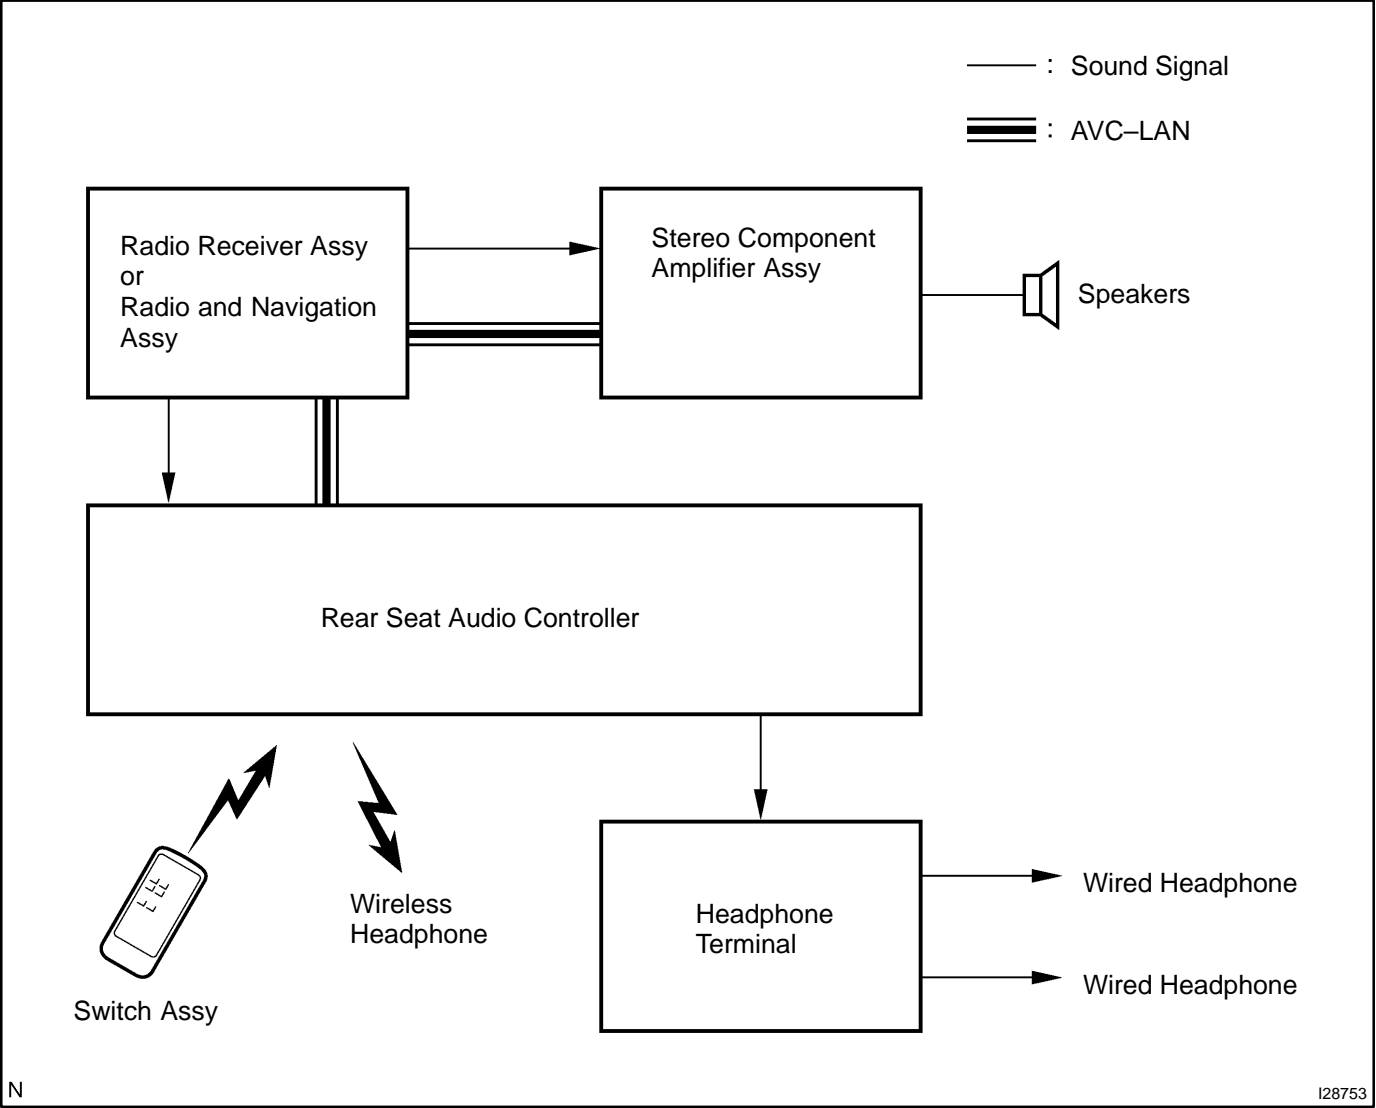 : Sound Signal
: AVC–LAN
Radio Receiver Assy
or
Radio and Navigation
Assy
Stereo Component
Amplifier Assy
Speakers
Rear Seat Audio Controller
Wireless
Headphone
Switch Assy
Headphone
Terminal
Wired Headphone
Wired Headphone
N
I28753